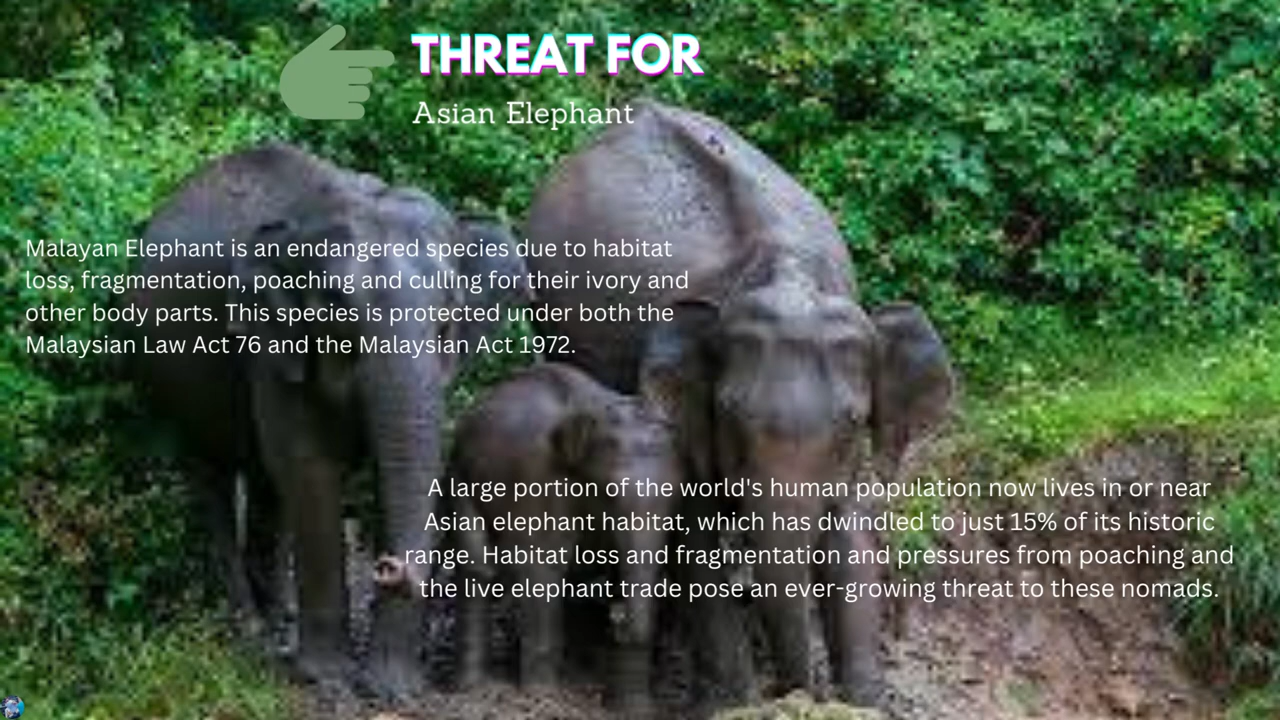 THREAT FOR
Asian Elephant
Malayan Elephant is an endangered species due to habitat
loss, fragmentation, poaching and culling for their ivory and
other body parts. This species is protected under both the
Malaysian Law Act 76 and the Malaysian Act 1972.
A large portion of the world's human population now lives in or near
Asian elephant habitat, which has dwindled to just 15% of its historic
range. Habitat loss and fragmentation and pressures from poaching and
the live elephant trade pose an ever-growing threat to these nomads.